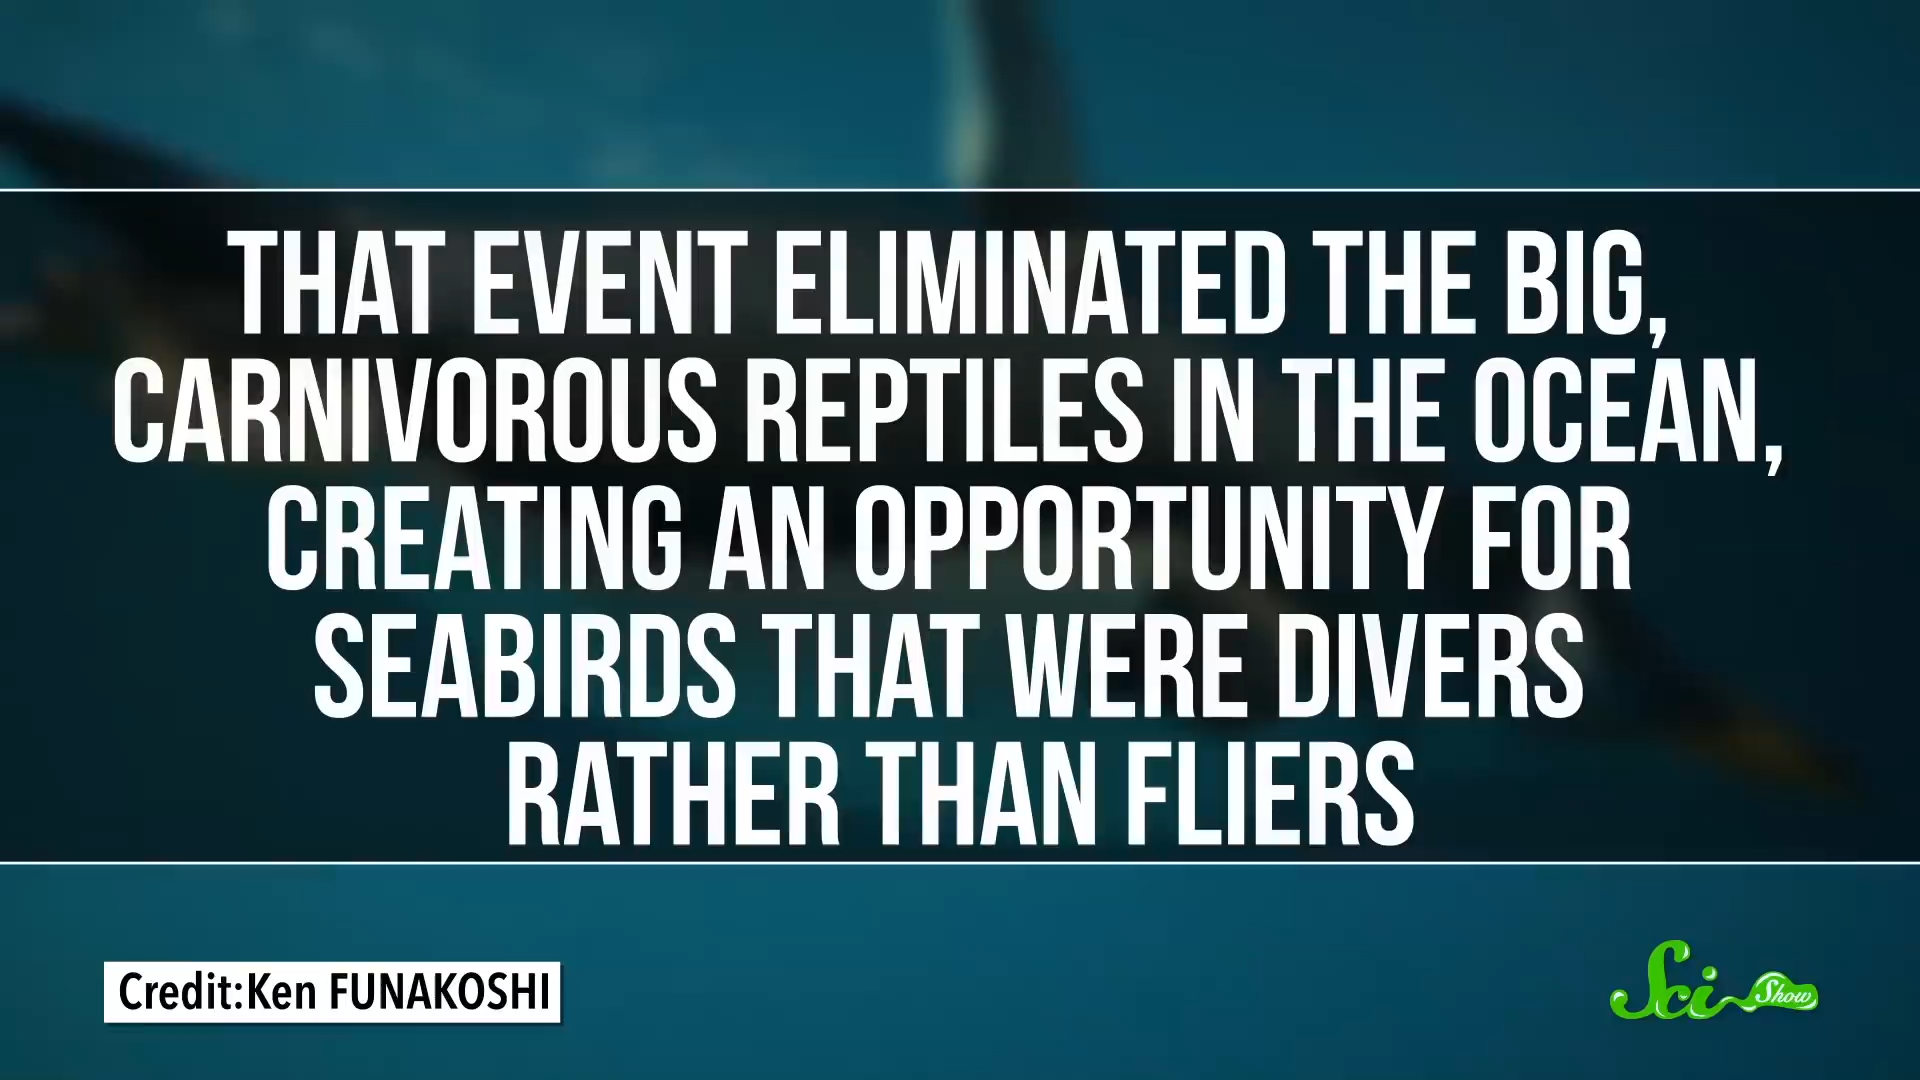 THAT EVENT ELIMINATED THE BIG,
CARNIVOROUS REPTILES IN THE OCEAN,
CREATING AN OPPORTUNITY FOR
SEABIRDS THAT WERE DIVERS
RATHER THAN FLIERS
Credit:Ken FUNAKOSHI
Sci Show